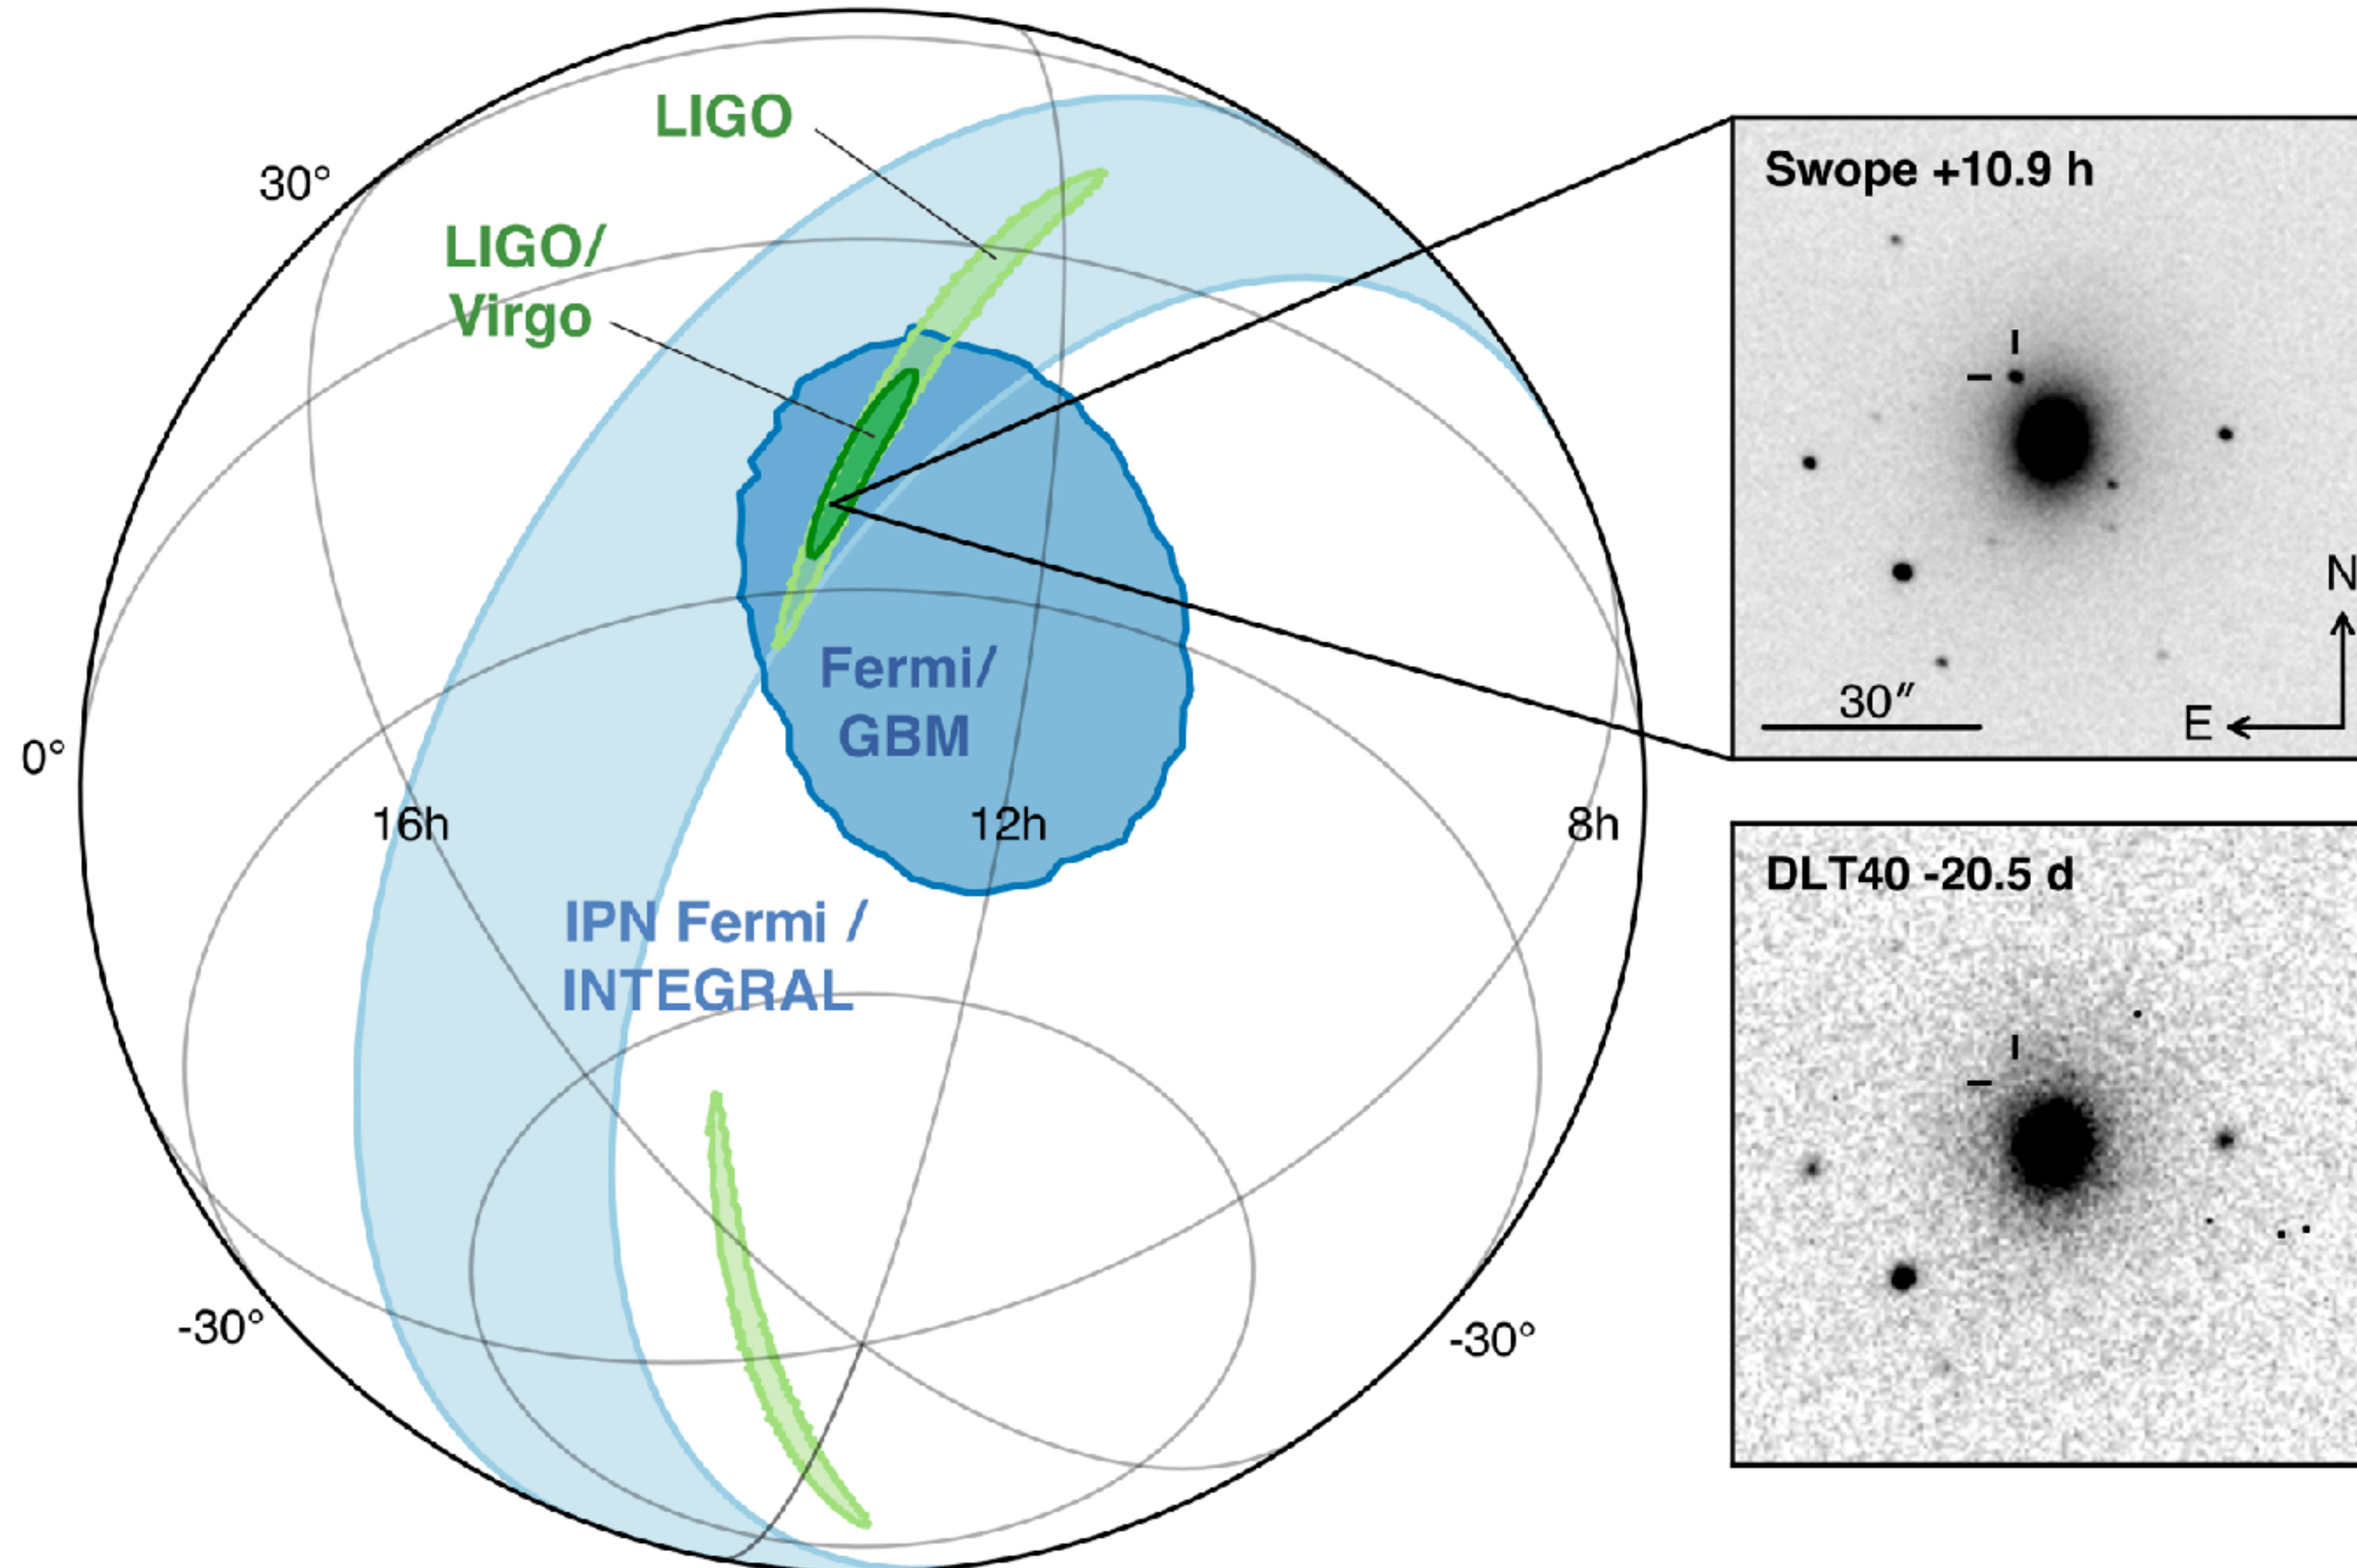 LIGO
LIGO/
Virgo
30°
0°
16h
12h
8h
Fermi/
GBM
IPN Fermi /
INTEGRAL
-30°
-30°
Swope +10.9 h
30″
N
E
DLT40 -20.5 d